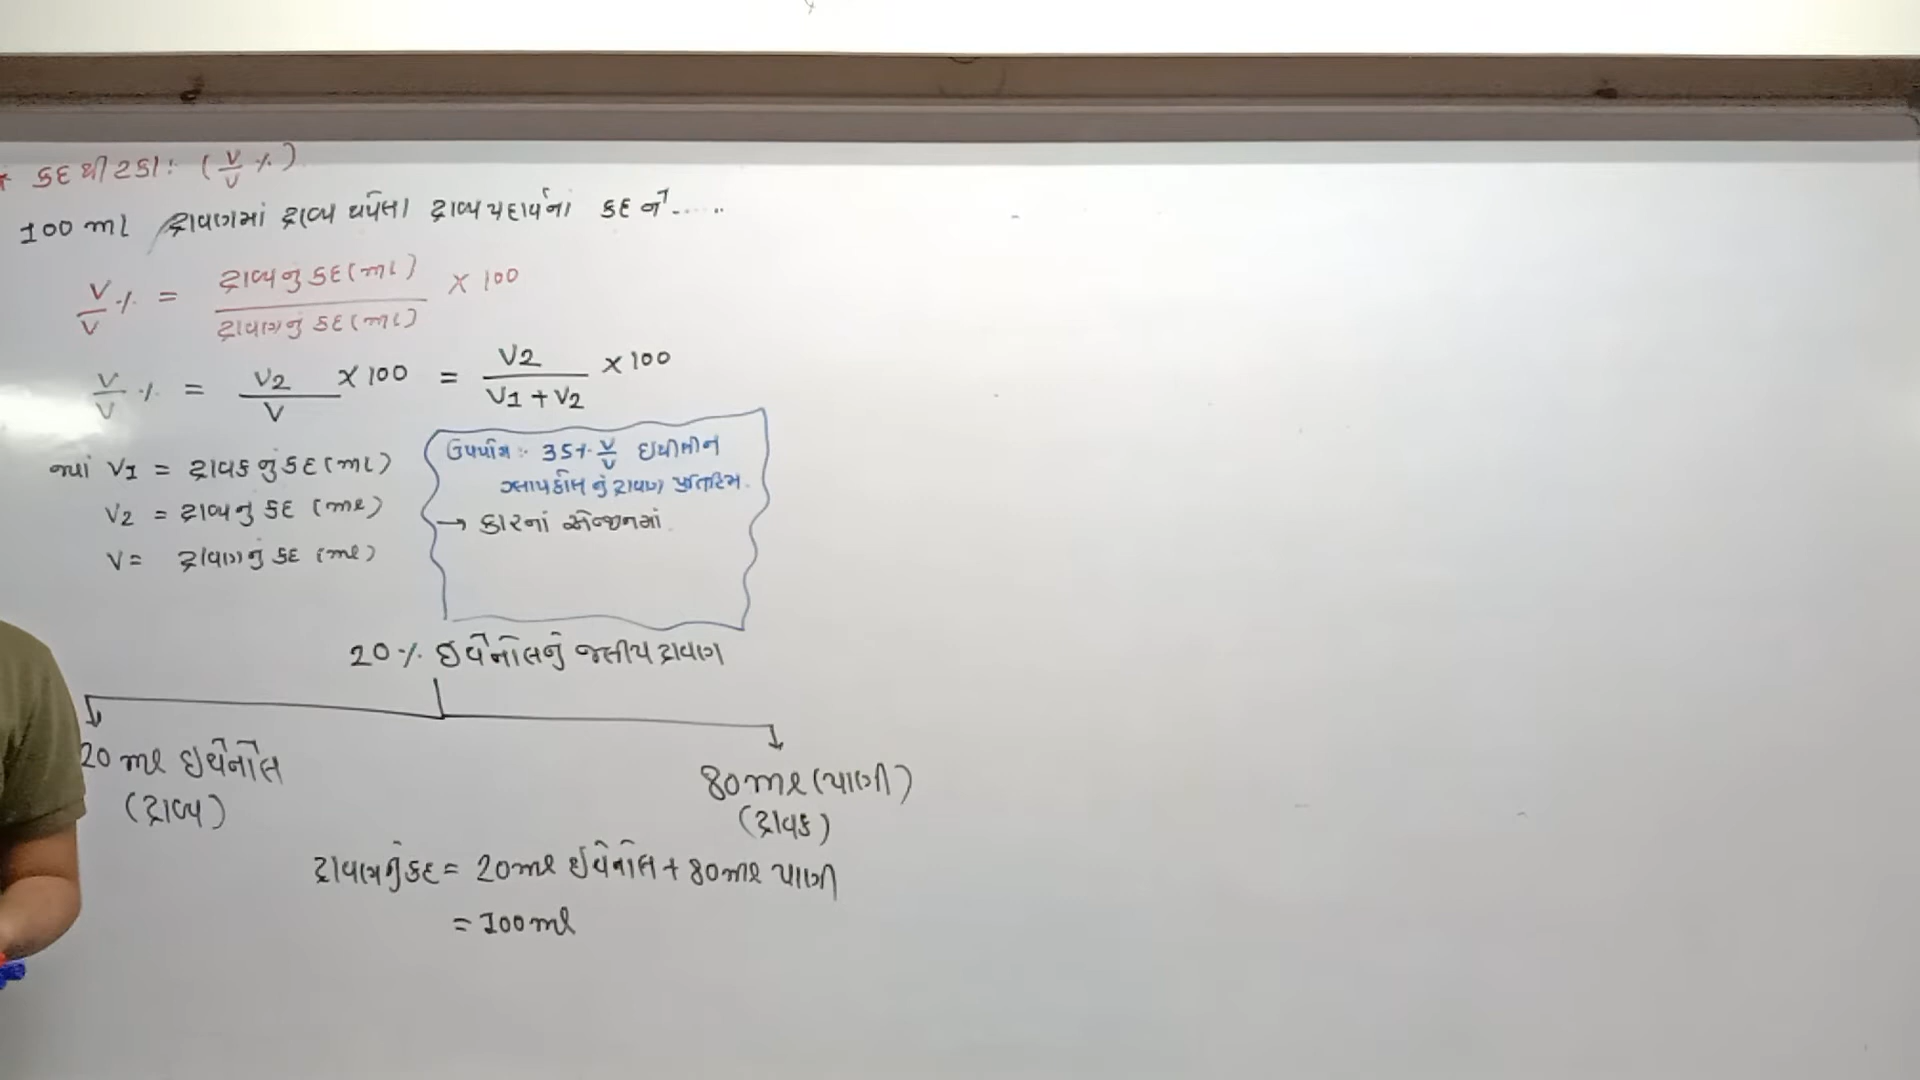 * કદથી ટકા: (V/V %)
100 ml દ્રાવણમાં દ્રાવ્ય થયેલા દ્રાવ્ય પદાર્થનાં કદ ને.....
V/V % = દ્રાવ્યનું કદ(ml) / દ્રાવણનું કદ(ml) × 100
V/V % = V2 / V × 100 = V2 / V1 + V2 × 100
જ્યાં V1 = દ્રાવકનું કદ(ml)
V2 = દ્રાવ્યનું કદ (ml)
V = દ્રાવણનું કદ (ml)
ઉપયોગ:- 35% V/V ઇથીલીન
ગ્લાયકોલ નું દ્રાવણ પ્રતિહિમ.
→ કારનાં એન્જીનમાં.
20% ઇથેનોલનું જલીય દ્રાવણ
20 ml ઇથેનોલ
(દ્રાવ્ય)
80 ml (પાણી)
(દ્રાવક)
દ્રાવણનું કદ = 20 ml ઇથેનોલ + 80 ml પાણી
= 100 ml